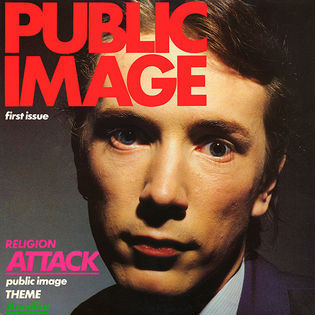 PUBLIC
IMAGE
first issue
RELIGION
ATTACK
public image
THEME